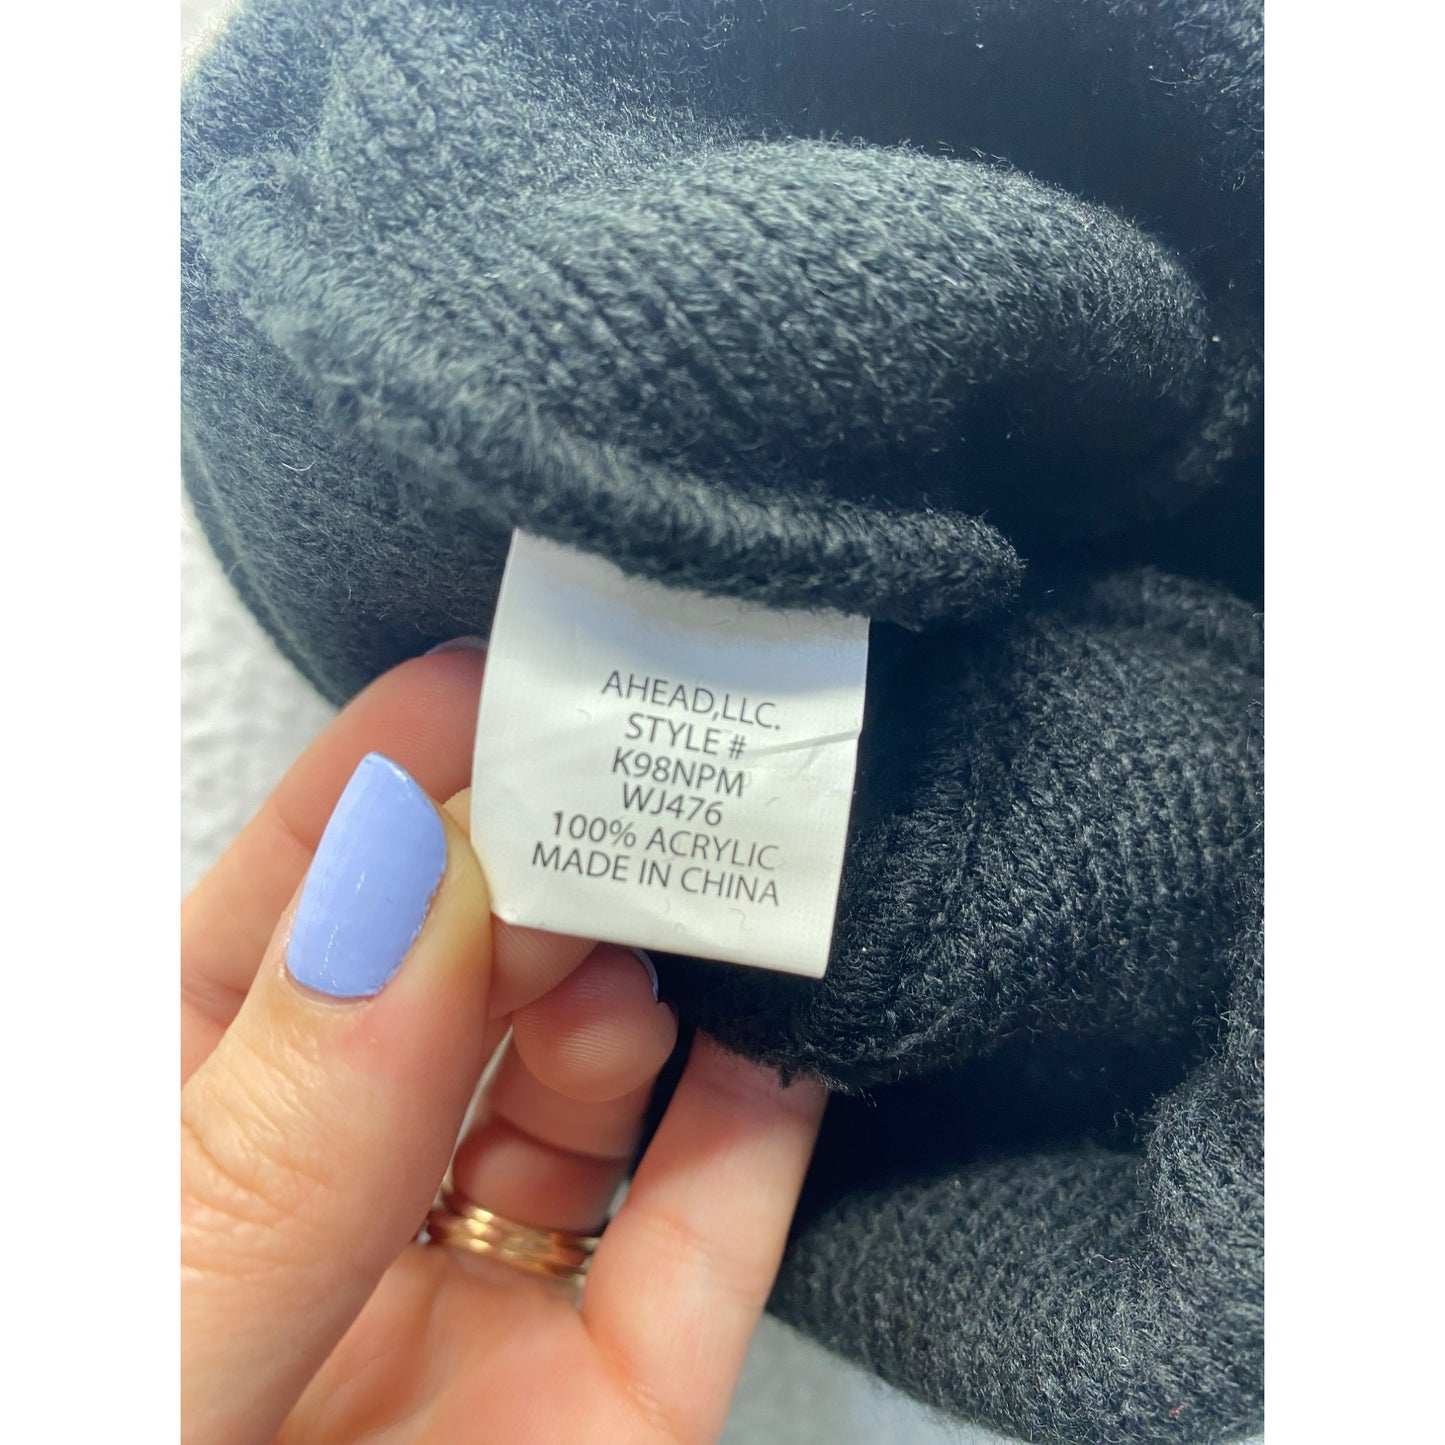 AHEAD,LLC.
STYLE #
K98NPM
WJ476
100% ACRYLIC
MADE IN CHINA